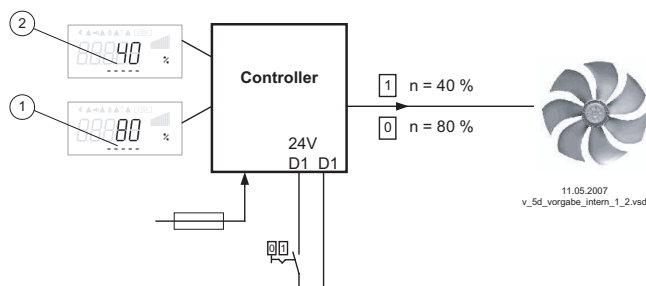 2
40
%
1
80
%
Controller
24V
D1 D1
1 n = 40 %
0 n = 80 %
0 1
11.05.2007
v_5d_vorgabe_intern_1_2.vsd